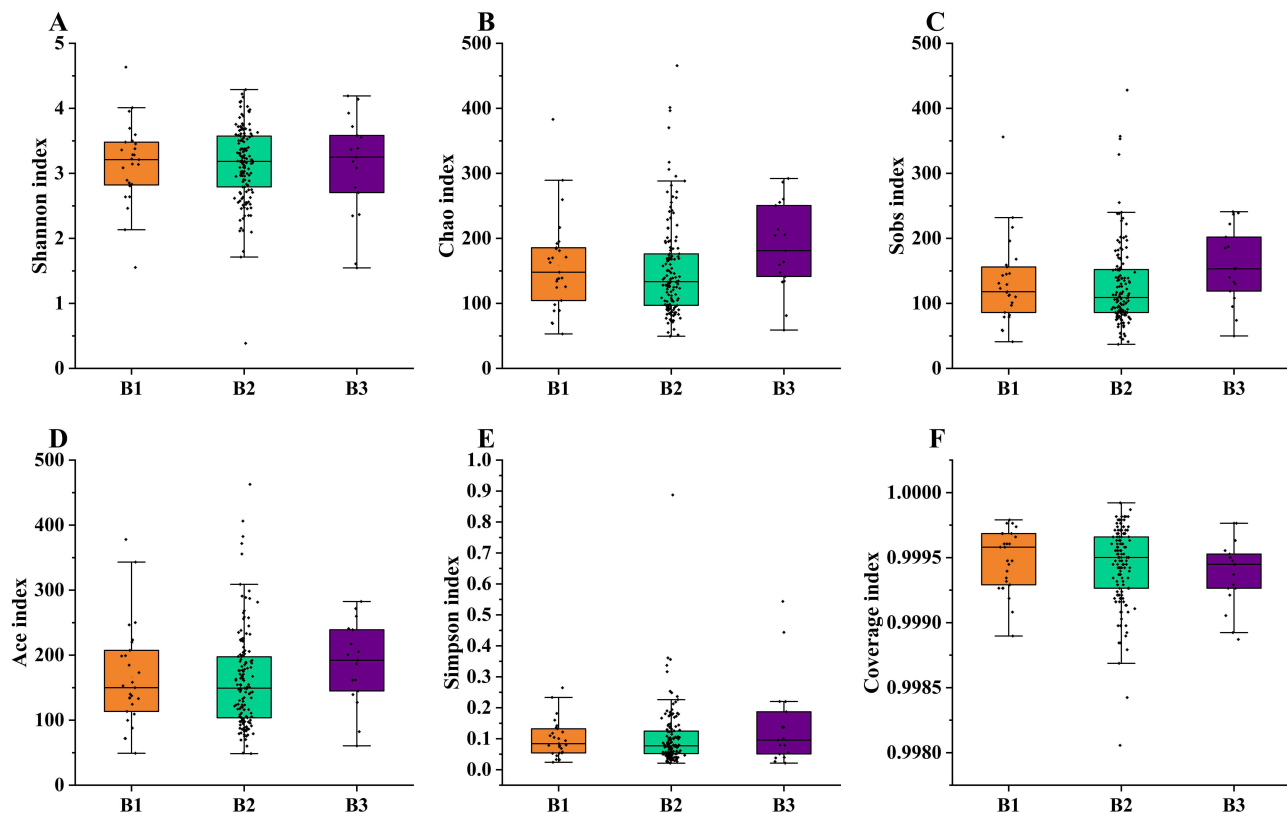 A
Shannon index
5
4
3
2
1
0
B1 B2 B3
B
Chao index
500
400
300
200
100
0
B1 B2 B3
C
Sobs index
500
400
300
200
100
0
B1 B2 B3
D
Ace index
500
400
300
200
100
0
B1 B2 B3
E
Simpson index
1.0
0.9
0.8
0.7
0.6
0.5
0.4
0.3
0.2
0.1
0.0
B1 B2 B3
F
Coverage index
1.0000
0.9995
0.9990
0.9985
0.9980
B1 B2 B3